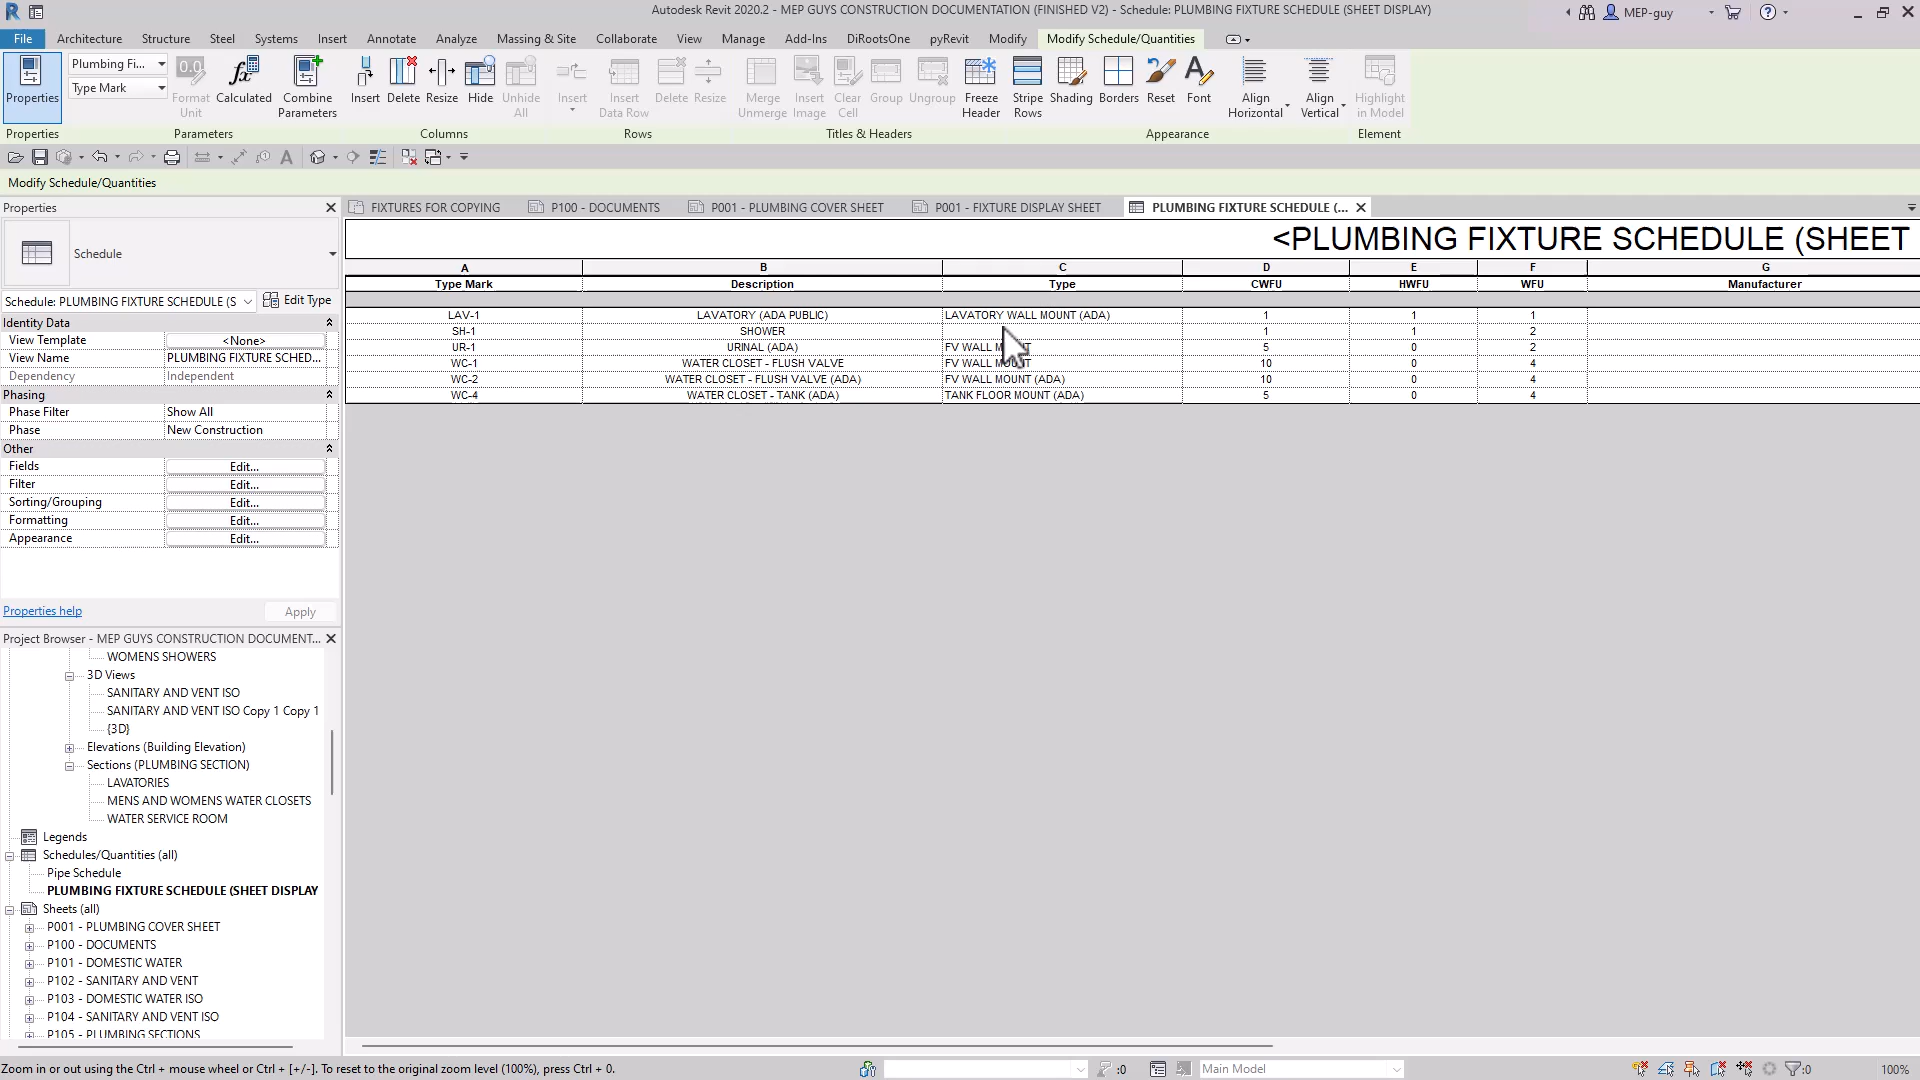 Autodesk Revit 2020.2 - MEP GUYS CONSTRUCTION DOCUMENTATION (FINISHED V2) - Schedule: PLUMBING FIXTURE SCHEDULE (SHEET DISPLAY)
MEP-guy
File Architecture Structure Steel Systems Insert Annotate Analyze Massing & Site Collaborate View Manage Add-Ins DiRootsOne pyRevit Modify Modify Schedule/Quantities
Properties
Plumbing Fi...
Type Mark
Format Unit
Calculated
Combine Parameters
Insert Delete Resize Hide Unhide All
Insert
Insert Data Row
Delete Resize
Merge Unmerge
Insert Image
Clear Cell
Group Ungroup
Freeze Header
Stripe Rows
Shading Borders Reset Font
Align Horizontal
Align Vertical
Highlight in Model
Properties Parameters Columns Rows Titles & Headers Appearance Element
Modify Schedule/Quantities
Properties
FIXTURES FOR COPYING P100 - DOCUMENTS P001 - PLUMBING COVER SHEET P001 - FIXTURE DISPLAY SHEET PLUMBING FIXTURE SCHEDULE (...
Schedule
Schedule: PLUMBING FIXTURE SCHEDULE (S Edit Type
Identity Data
View Template <None>
View Name PLUMBING FIXTURE SCHED...
Dependency Independent
Phasing
Phase Filter Show All
Phase New Construction
Other
Fields Edit...
Filter Edit...
Sorting/Grouping Edit...
Formatting Edit...
Appearance Edit...
Properties help Apply
<PLUMBING FIXTURE SCHEDULE (SHEET
A B C D E F G
Type Mark Description Type CWFU HWFU WFU Manufacturer
LAV-1 LAVATORY (ADA PUBLIC) LAVATORY WALL MOUNT (ADA) 1 1 1
SH-1 SHOWER 1 1 2
UR-1 URINAL (ADA) FV WALL 5 0 2
WC-1 WATER CLOSET - FLUSH VALVE FV WALL MOUNT 10 0 4
WC-2 WATER CLOSET - FLUSH VALVE (ADA) FV WALL MOUNT (ADA) 10 0 4
WC-4 WATER CLOSET - TANK (ADA) TANK FLOOR MOUNT (ADA) 5 0 4
Project Browser - MEP GUYS CONSTRUCTION DOCUMENT...
WOMENS SHOWERS
3D Views
SANITARY AND VENT ISO
SANITARY AND VENT ISO Copy 1 Copy 1
{3D}
Elevations (Building Elevation)
Sections (PLUMBING SECTION)
LAVATORIES
MENS AND WOMENS WATER CLOSETS
WATER SERVICE ROOM
Legends
Schedules/Quantities (all)
Pipe Schedule
PLUMBING FIXTURE SCHEDULE (SHEET DISPLAY
Sheets (all)
P001 - PLUMBING COVER SHEET
P100 - DOCUMENTS
P101 - DOMESTIC WATER
P102 - SANITARY AND VENT
P103 - DOMESTIC WATER ISO
P104 - SANITARY AND VENT ISO
P105 - PLUMBING SECTIONS
Zoom in or out using the Ctrl + mouse wheel or Ctrl + [+/-]. To reset to the original zoom level (100%), press Ctrl + 0.
:0
Main Model
:0
100%